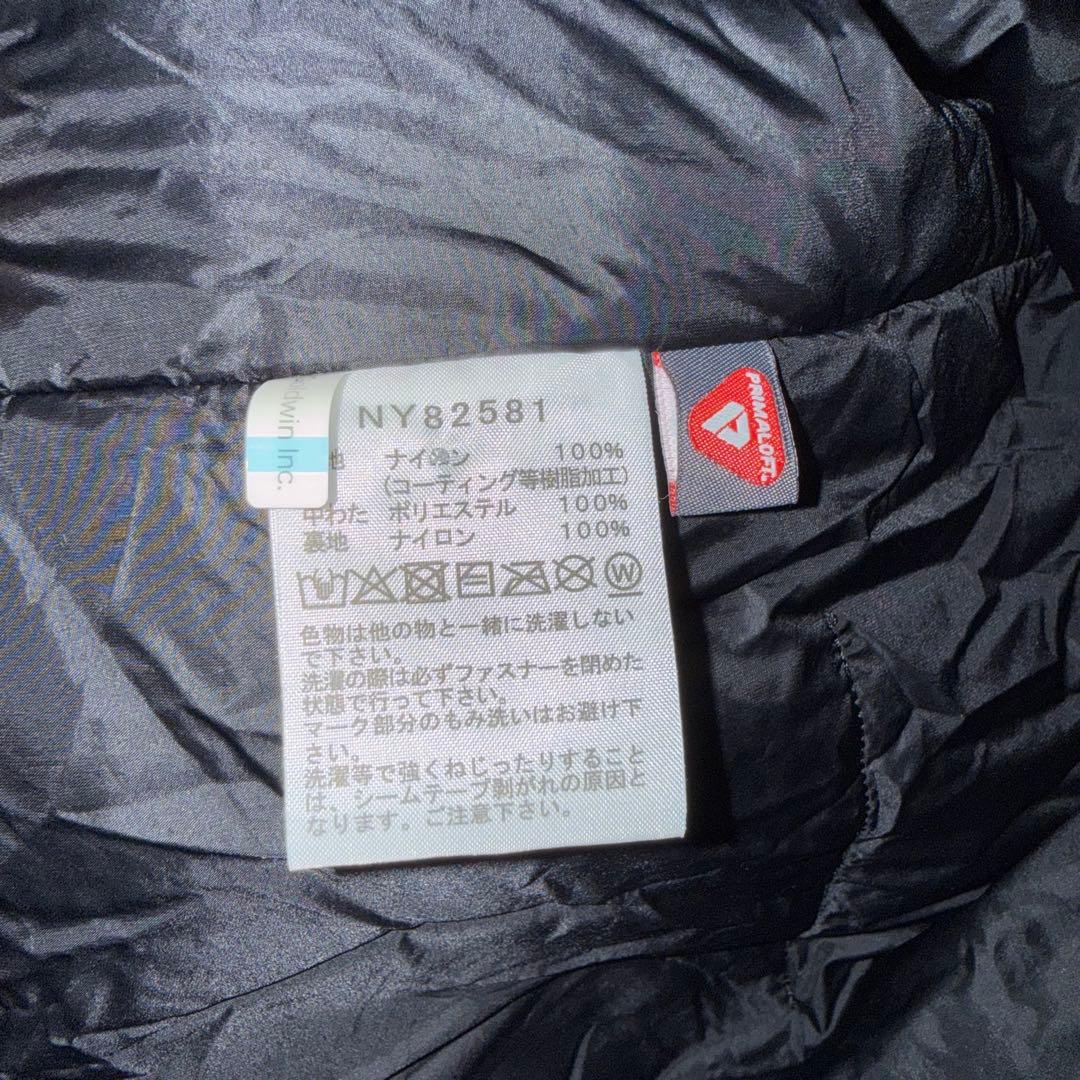 NY82581
地 ナイロン 100%
(コーティング等樹脂加工)
中わた ポリエステル 100%
裏地 ナイロン 100%
W
色物は他の物と一緒に洗濯しない
で下さい。
洗濯の際は必ずファスナーを閉めた
状態で行って下さい。
マーク部分のもみ洗いはお避け下
さい。
洗濯等で強くねじったりすること
は、シームテープ剥がれの原因と
なります。ご注意下さい。
ldwin Inc.
PRIMALOFT